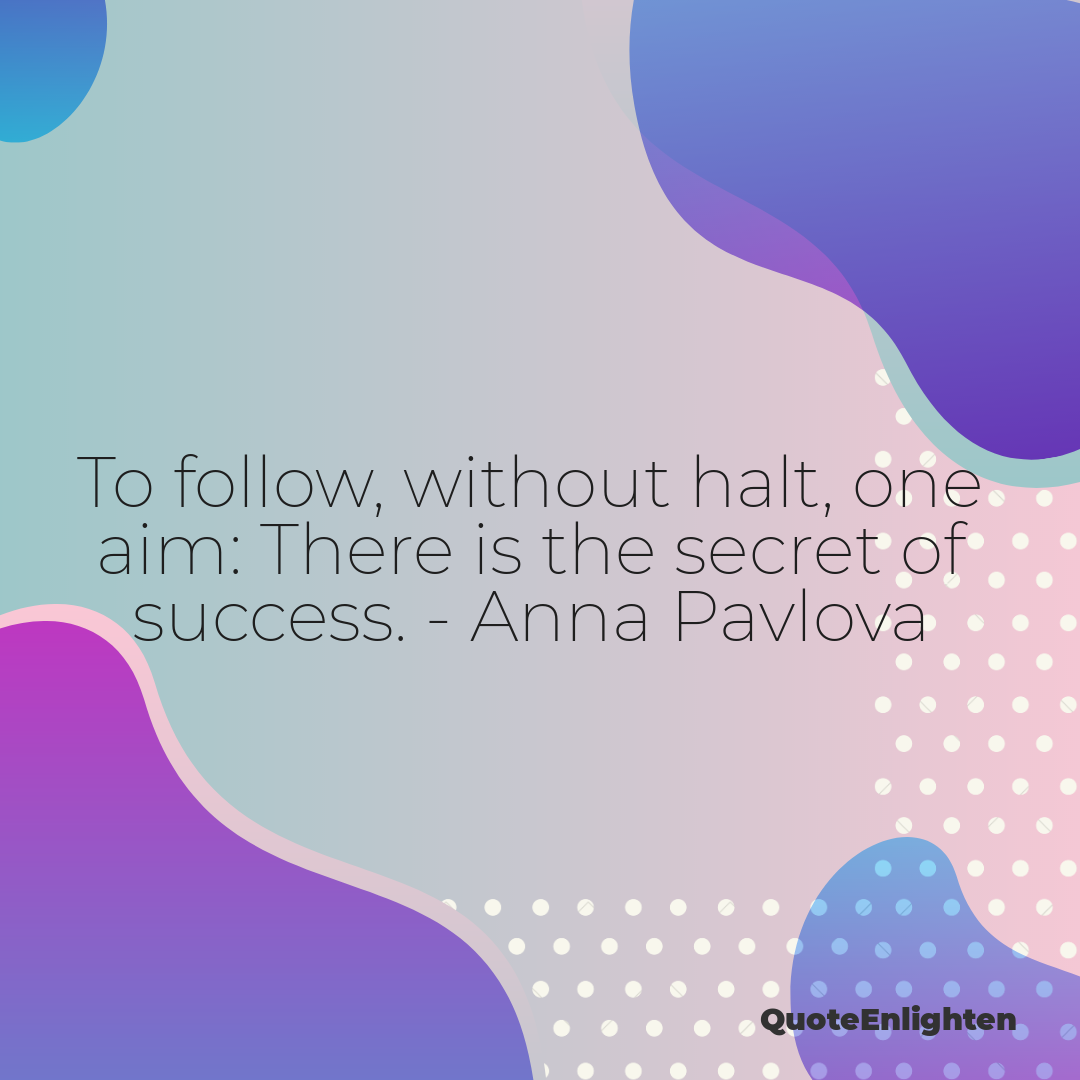 To follow, without halt, one
aim: There is the secret of
success. - Anna Pavlova
QuoteEnlighten